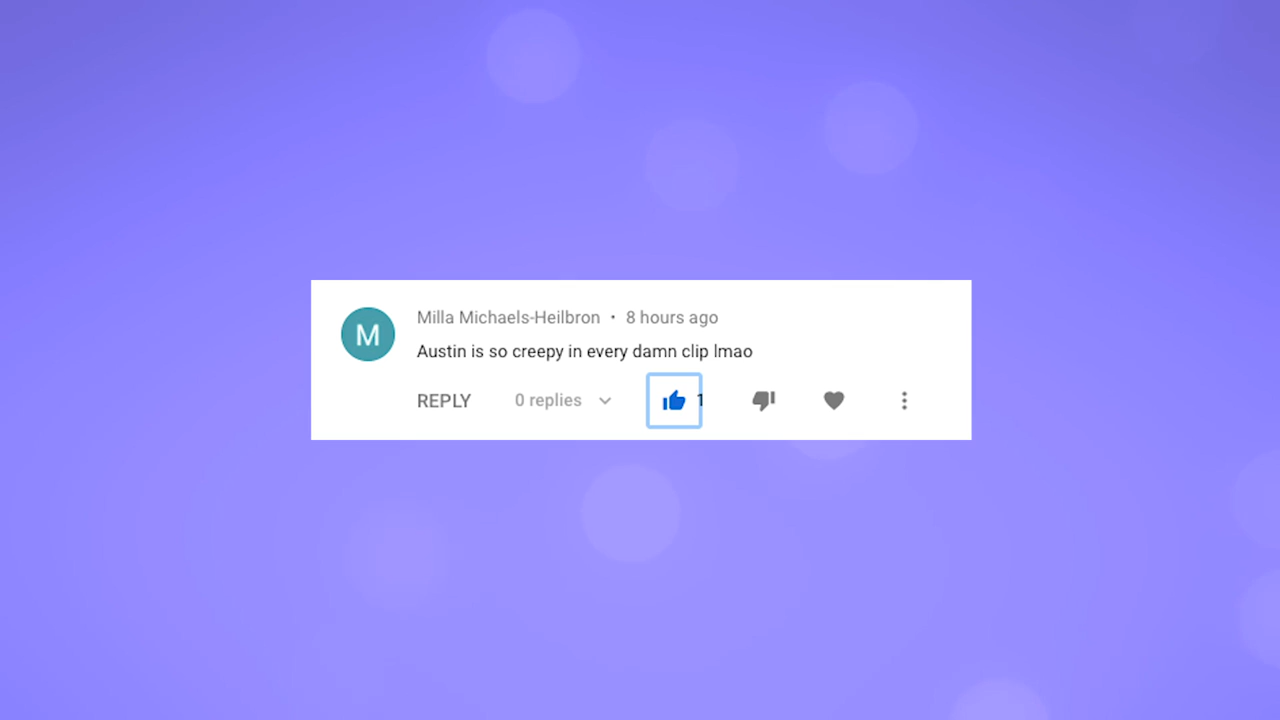 M
Milla Michaels-Heilbron • 8 hours ago
Austin is so creepy in every damn clip lmao
REPLY 0 replies 1